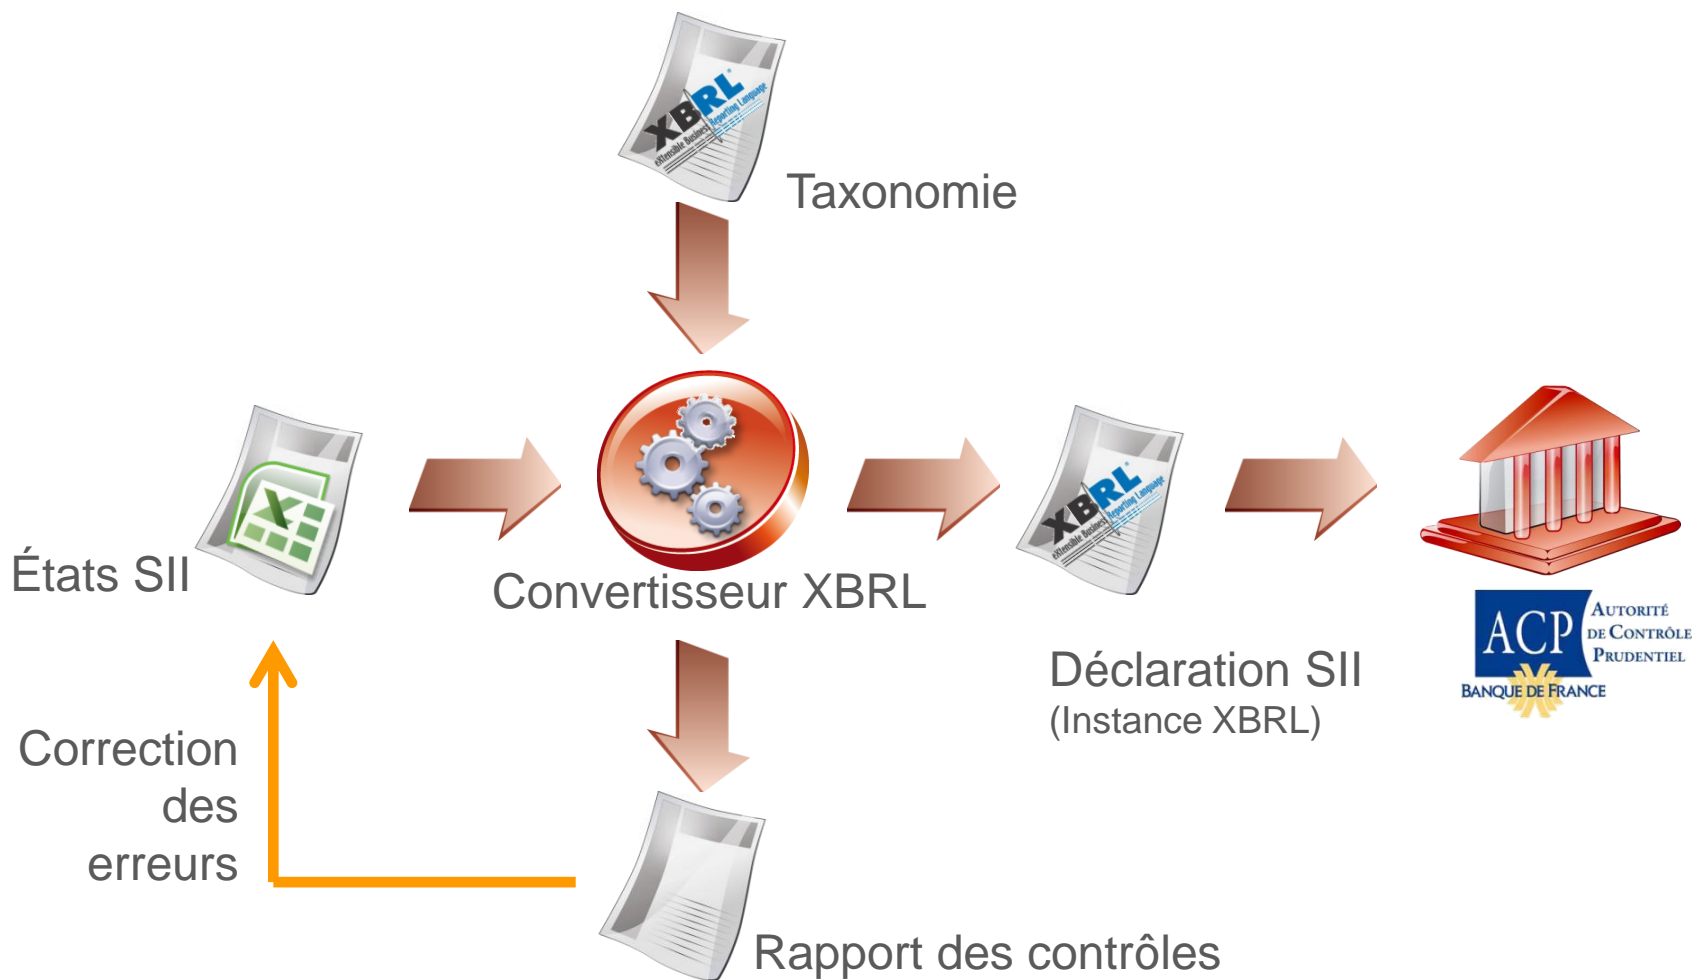 XBRL
eXtensible Business Reporting Language
Taxonomie
États SII
Convertisseur XBRL
XBRL
eXtensible Business Reporting Language
Déclaration SII
(Instance XBRL)
ACP
AUTORITÉ
DE CONTRÔLE
PRUDENTIEL
BANQUE DE FRANCE
Correction
des
erreurs
Rapport des contrôles